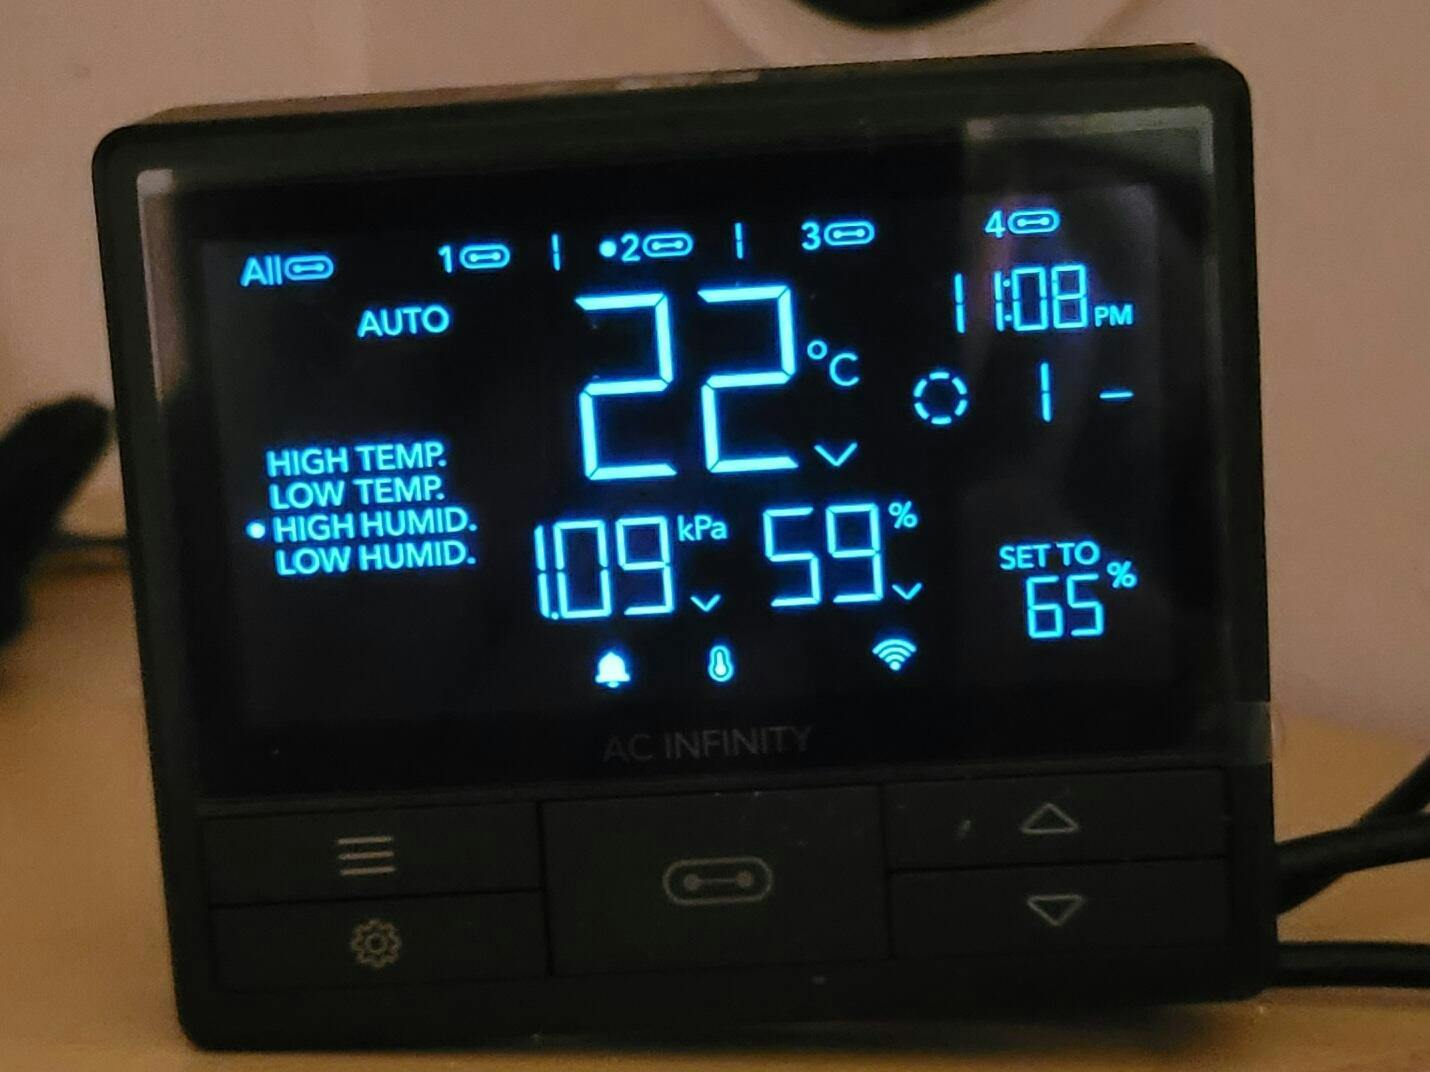 All 1 2 3 4
AUTO
22 °C
11:08 PM
1 -
HIGH TEMP.
LOW TEMP.
HIGH HUMID.
LOW HUMID.
1.09 kPa 59 %
SET TO
65 %
AC INFINITY